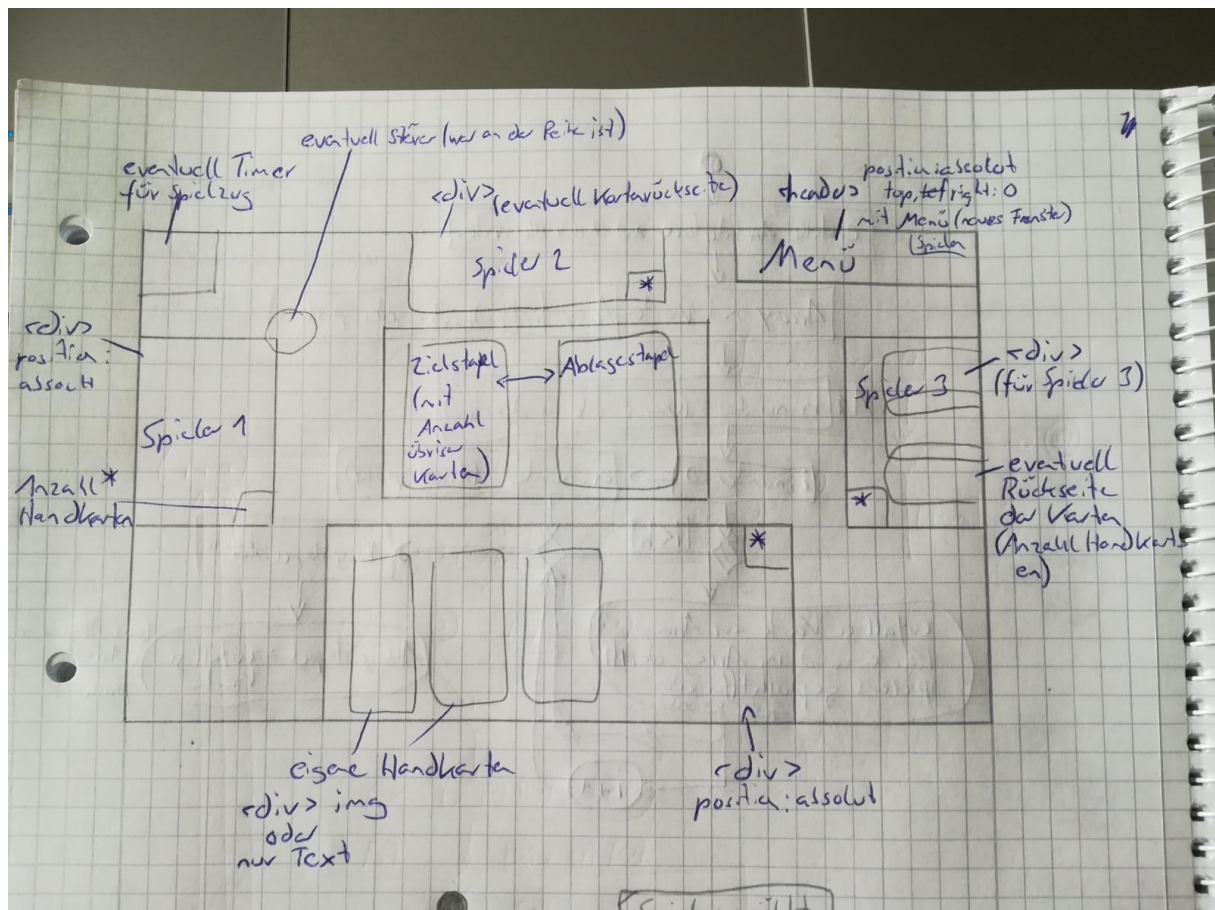 eventuell (wer an der Reihe ist)
eventuell Timer
für Spielzug
<div> (eventuell Kartenrückseite)
position: absolut
<header> top, right: 0
mit Menü (neues Fenster)
Spielen
Spieler 2
*
Menü
<div>
position:
absolut
Zielstapel
(mit
Anzahl
übriger
Karten)
Ablagestapel
Spieler 3
<div>
(für Spieler 3)
Spieler 1
Anzahl *
Handkarten
*
eventuell
Rückseite
der Karten
(Anzahl Handkart
en)
*
eigene Handkarten
<div> img
oder
nur Text
<div>
position: absolut